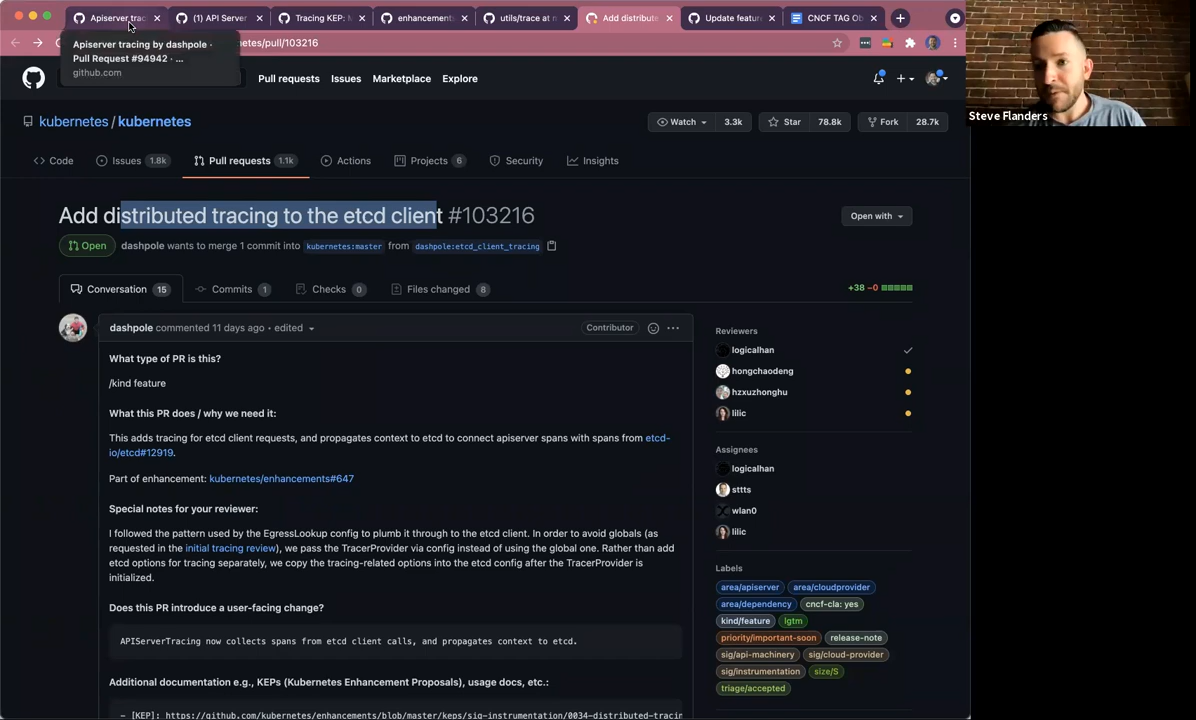 Apiserver trac
(1) API Server
Tracing KEP:
enhancement
utils/trace at m
Add distribute
Update featur
CNCF TAG Ob
netes/pull/103216
Apiserver tracing by dashpole ·
Pull Request #94942 · ...
github.com
Pull requests
Issues
Marketplace
Explore
kubernetes / kubernetes
Watch
3.3k
Star
78.8k
Fork
28.7k
Code
Issues 1.8k
Pull requests 1.1k
Actions
Projects 6
Security
Insights
Add distributed tracing to the etcd client #103216
Open with
Open
dashpole wants to merge 1 commit into kubernetes:master from dashpole:etcd_client_tracing
Conversation 15
Commits 1
Checks 0
Files changed 8
+38 −0
dashpole commented 11 days ago • edited
Contributor
What type of PR is this?
/kind feature
What this PR does / why we need it:
This adds tracing for etcd client requests, and propagates context to etcd to connect apiserver spans with spans from etcd-
io/etcd#12919.
Part of enhancement: kubernetes/enhancements#647
Special notes for your reviewer:
I followed the pattern used by the EgressLookup config to plumb it through to the etcd client. In order to avoid globals (as
requested in the initial tracing review), we pass the TracerProvider via config instead of using the global one. Rather than add
etcd options for tracing separately, we copy the tracing-related options into the etcd config after the TracerProvider is
initialized.
Does this PR introduce a user-facing change?
APIServerTracing now collects spans from etcd client calls, and propagates context to etcd.
Additional documentation e.g., KEPs (Kubernetes Enhancement Proposals), usage docs, etc.:
- [KEP]: https://github.com/kubernetes/enhancements/blob/master/keps/sig-instrumentation/0034-distributed-tracin
Reviewers
logicalhan
hongchaodeng
hzxuzhonghu
lilic
Assignees
logicalhan
sttts
wlan0
lilic
Labels
area/apiserver
area/cloudprovider
area/dependency
cncf-cla: yes
kind/feature
lgtm
priority/important-soon
release-note
sig/api-machinery
sig/cloud-provider
sig/instrumentation
size/S
triage/accepted
Steve Flanders